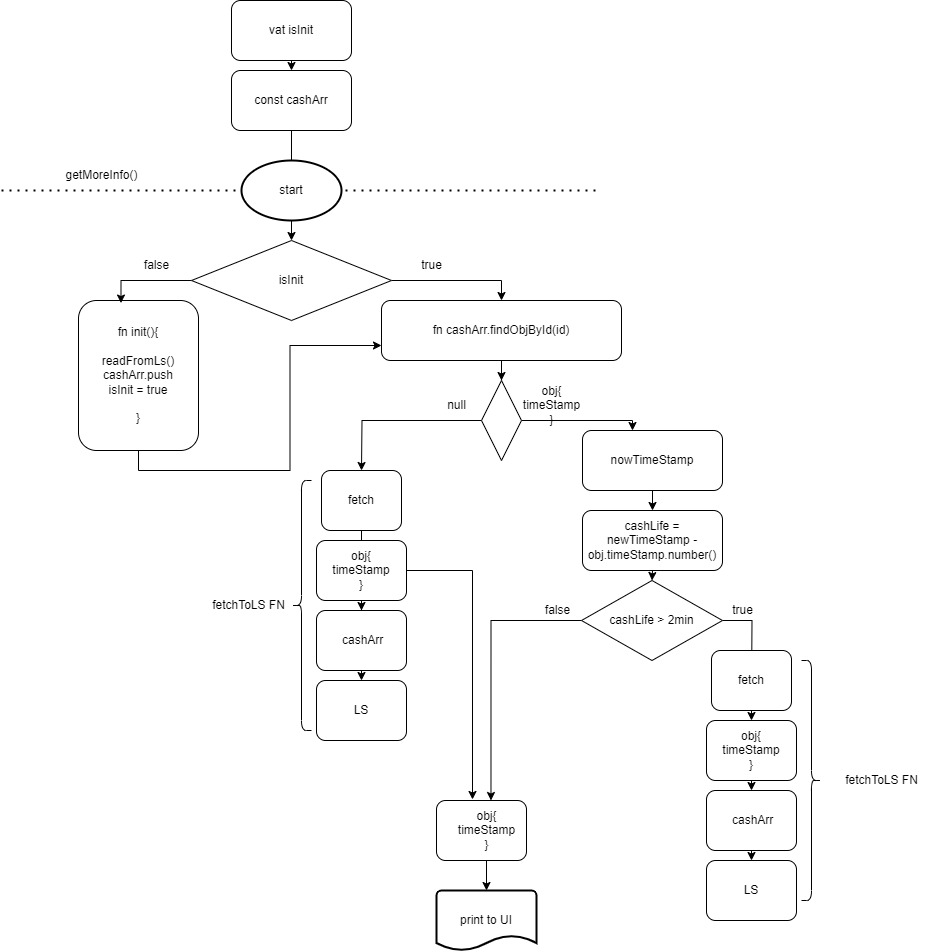 vat isInit
const cashArr
getMoreInfo()
start
false
true
isInit
fn init(){
readFromLs()
cashArr.push
isInit = true
}
fn cashArr.findObjById(id)
null
obj{
timeStamp
}
nowTimeStamp
fetch
cashLife =
newTimeStamp -
obj.timeStamp.number()
obj{
timeStamp
}
fetchToLS FN
false
true
cashLife > 2min
cashArr
LS
fetch
obj{
timeStamp
}
fetchToLS FN
cashArr
LS
obj{
timeStamp
}
print to UI